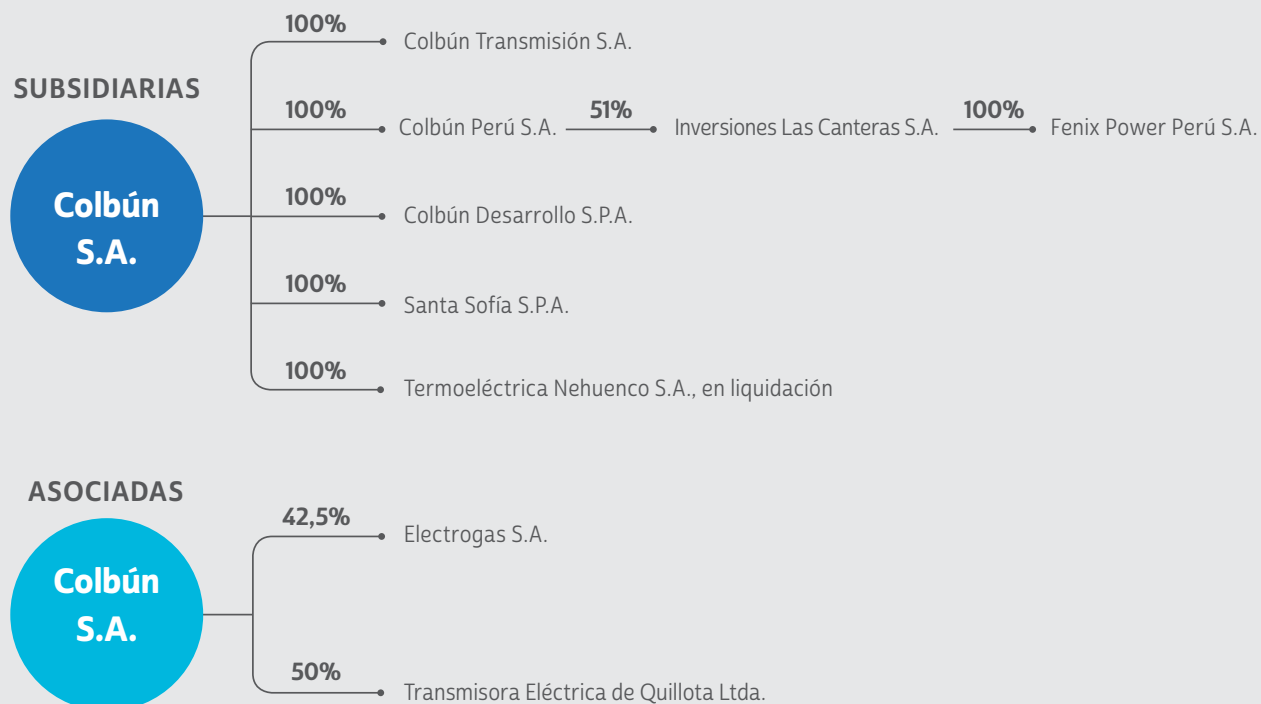 SUBSIDIARIAS
Colbún
S.A.
100%
Colbún Transmisión S.A.
100%
Colbún Perú S.A.
51%
Inversiones Las Canteras S.A.
100%
Fenix Power Perú S.A.
100%
Colbún Desarrollo S.P.A.
100%
Santa Sofía S.P.A.
100%
Termoeléctrica Nehuenco S.A., en liquidación
ASOCIADAS
Colbún
S.A.
42,5%
Electrogas S.A.
50%
Transmisora Eléctrica de Quillota Ltda.